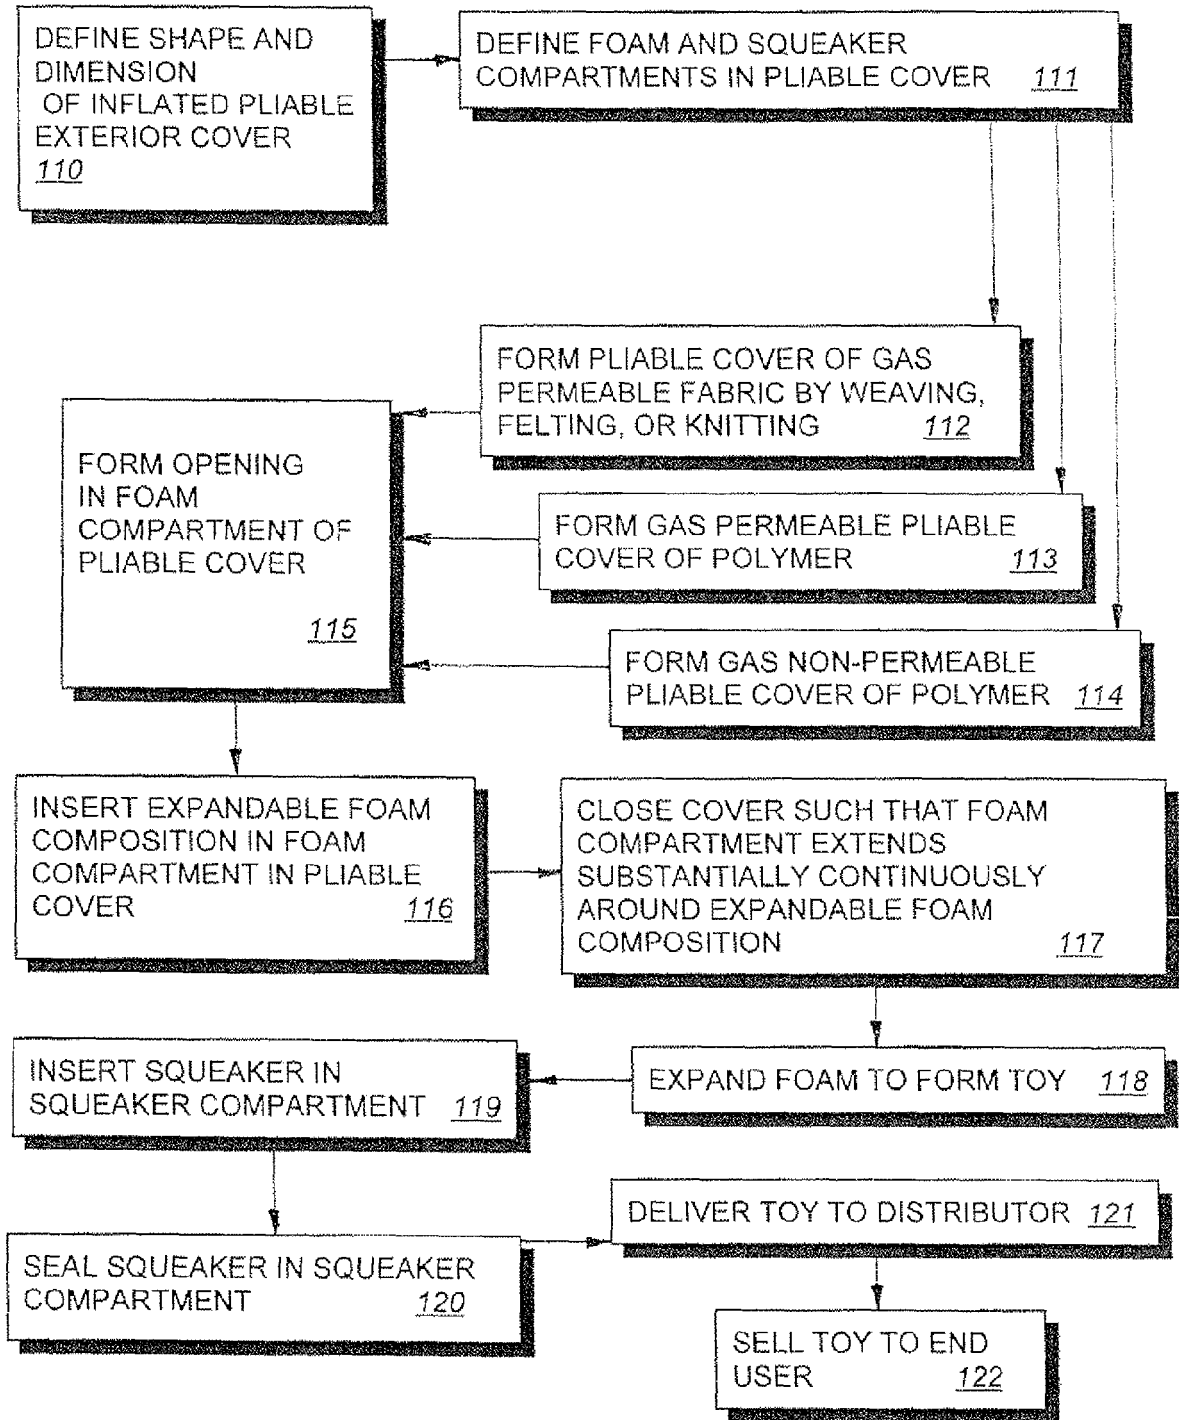 DEFINE SHAPE AND
DIMENSION
OF INFLATED PLIABLE
EXTERIOR COVER
110
DEFINE FOAM AND SQUEAKER
COMPARTMENTS IN PLIABLE COVER 111
FORM PLIABLE COVER OF GAS
PERMEABLE FABRIC BY WEAVING,
FELTING, OR KNITTING 112
FORM GAS PERMEABLE PLIABLE
COVER OF POLYMER 113
FORM GAS NON-PERMEABLE
PLIABLE COVER OF POLYMER 114
FORM OPENING
IN FOAM
COMPARTMENT OF
PLIABLE COVER
115
INSERT EXPANDABLE FOAM
COMPOSITION IN FOAM
COMPARTMENT IN PLIABLE
COVER 116
CLOSE COVER SUCH THAT FOAM
COMPARTMENT EXTENDS
SUBSTANTIALLY CONTINUOUSLY
AROUND EXPANDABLE FOAM
COMPOSITION 117
EXPAND FOAM TO FORM TOY 118
INSERT SQUEAKER IN
SQUEAKER COMPARTMENT 119
SEAL SQUEAKER IN SQUEAKER
COMPARTMENT 120
DELIVER TOY TO DISTRIBUTOR 121
SELL TOY TO END
USER 122